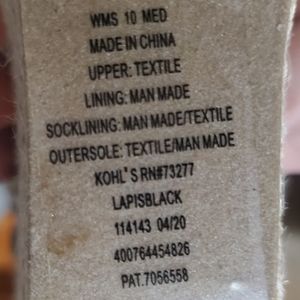 WMS 10 MED
MADE IN CHINA
UPPER: TEXTILE
LINING: MAN MADE
SOCKLINING: MAN MADE/TEXTILE
OUTERSOLE: TEXTILE/MAN MADE
KOHL'S RN#73277
LAPISBLACK
114143 04/20
400764454826
PAT.7056558